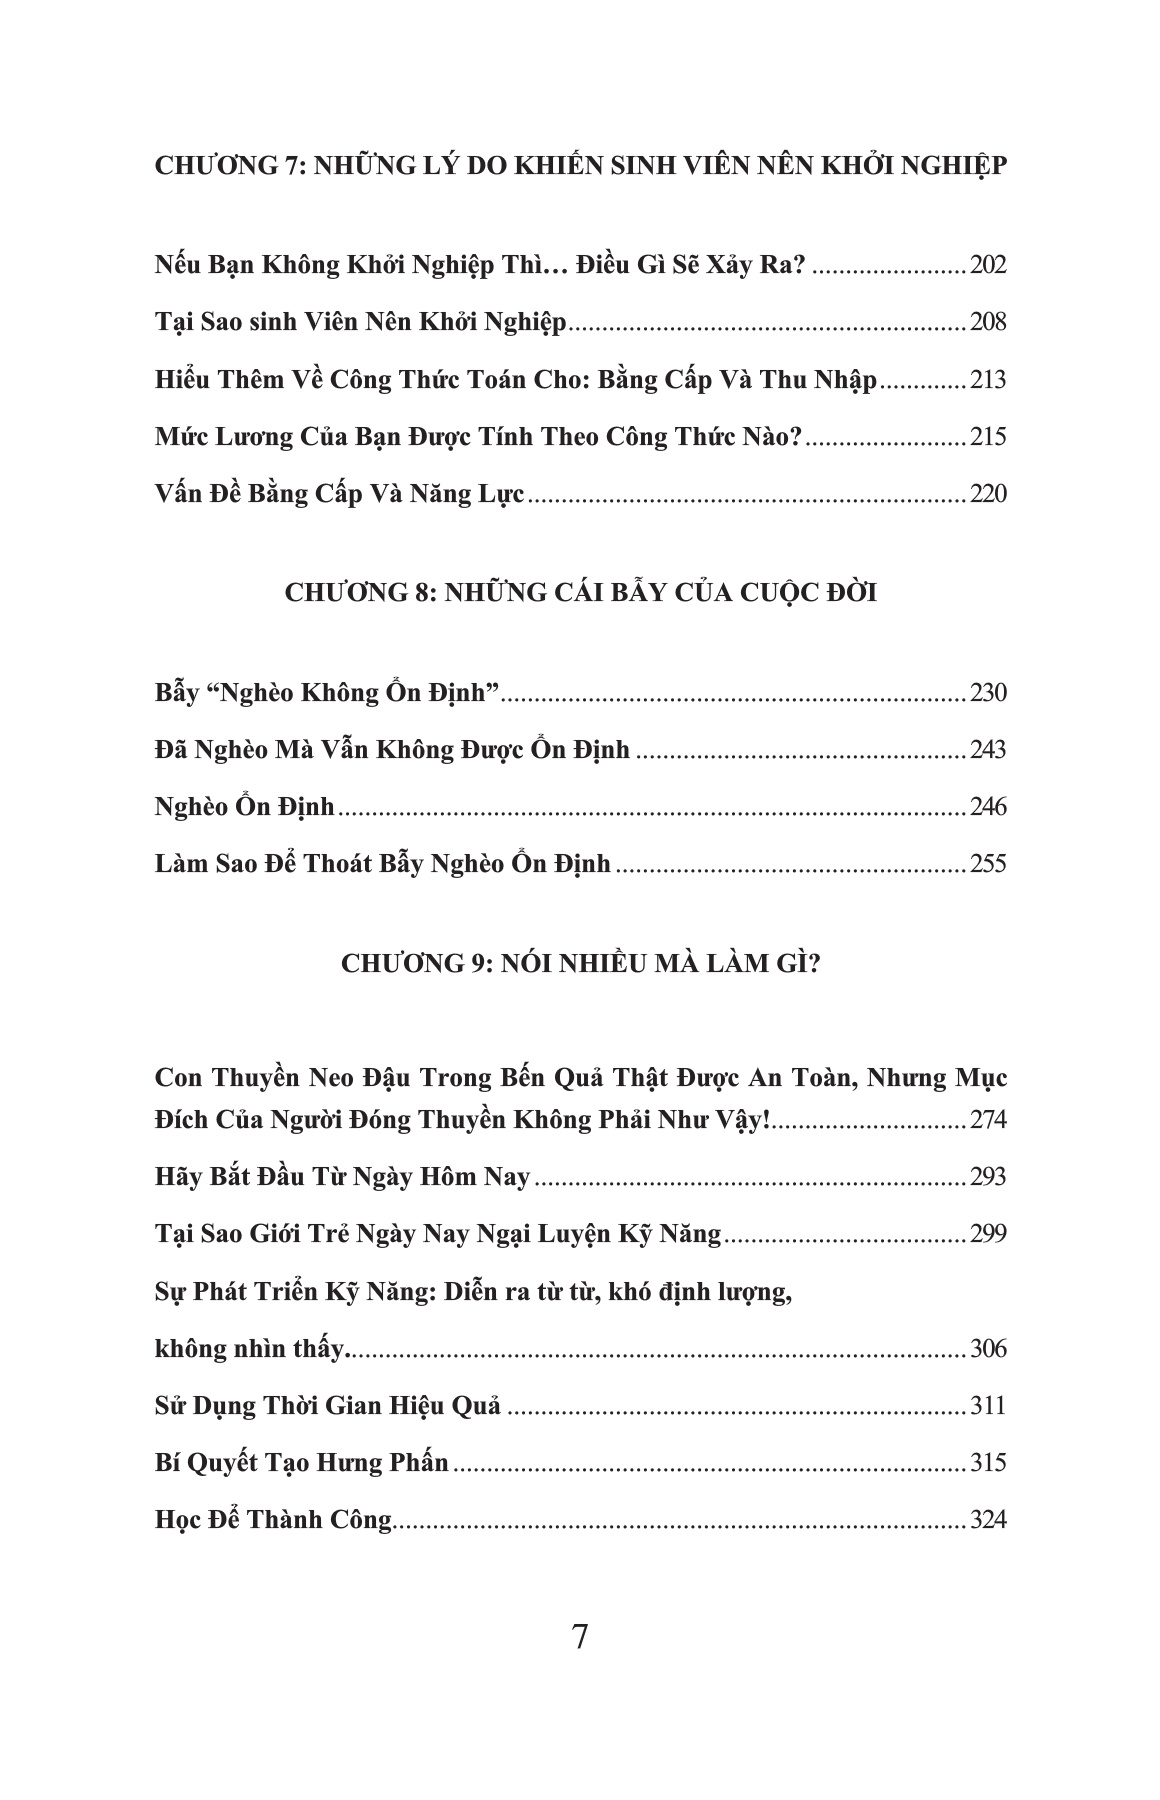 CHƯƠNG 7: NHỮNG LÝ DO KHIẾN SINH VIÊN NÊN KHỞI NGHIỆP
Nếu Bạn Không Khởi Nghiệp Thì… Điều Gì Sẽ Xảy Ra? .......................202
Tại Sao sinh Viên Nên Khởi Nghiệp...........................................................208
Hiểu Thêm Về Công Thức Toán Cho: Bằng Cấp Và Thu Nhập.............213
Mức Lương Của Bạn Được Tính Theo Công Thức Nào?........................215
Vấn Đề Bằng Cấp Và Năng Lực.................................................................220
CHƯƠNG 8: NHỮNG CÁI BẪY CỦA CUỘC ĐỜI
Bẫy “Nghèo Không Ổn Định”.....................................................................230
Đã Nghèo Mà Vẫn Không Được Ổn Định .................................................243
Nghèo Ổn Định.............................................................................................246
Làm Sao Để Thoát Bẫy Nghèo Ổn Định ....................................................255
CHƯƠNG 9: NÓI NHIỀU MÀ LÀM GÌ?
Con Thuyền Neo Đậu Trong Bến Quả Thật Được An Toàn, Nhưng Mục
Đích Của Người Đóng Thuyền Không Phải Như Vậy!.............................274
Hãy Bắt Đầu Từ Ngày Hôm Nay................................................................293
Tại Sao Giới Trẻ Ngày Nay Ngại Luyện Kỹ Năng....................................299
Sự Phát Triển Kỹ Năng: Diễn ra từ từ, khó định lượng,
không nhìn thấy............................................................................................306
Sử Dụng Thời Gian Hiệu Quả ....................................................................311
Bí Quyết Tạo Hưng Phấn............................................................................315
Học Để Thành Công.....................................................................................324
7